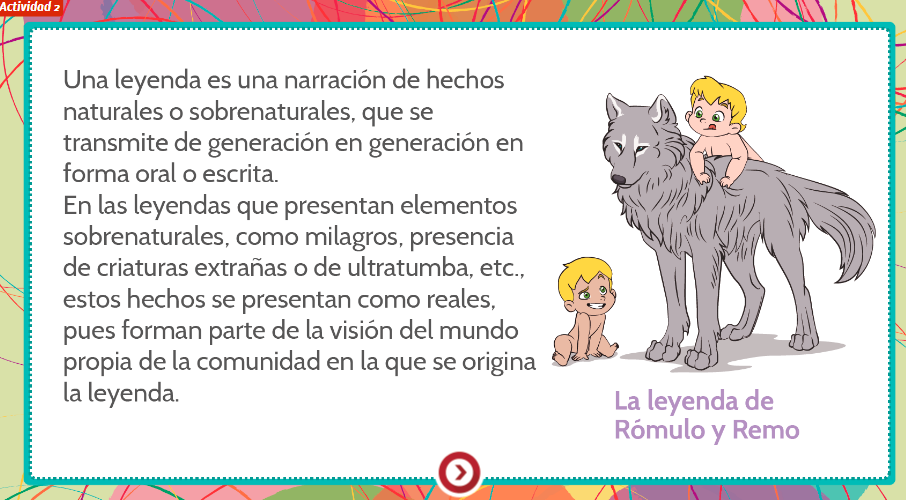 Actividad 2
Una leyenda es una narración de hechos
naturales o sobrenaturales, que se
transmite de generación en generación en
forma oral o escrita.
En las leyendas que presentan elementos
sobrenaturales, como milagros, presencia
de criaturas extrañas o de ultratumba, etc.,
estos hechos se presentan como reales,
pues forman parte de la visión del mundo
propia de la comunidad en la que se origina
la leyenda.
La leyenda de
Rómulo y Remo